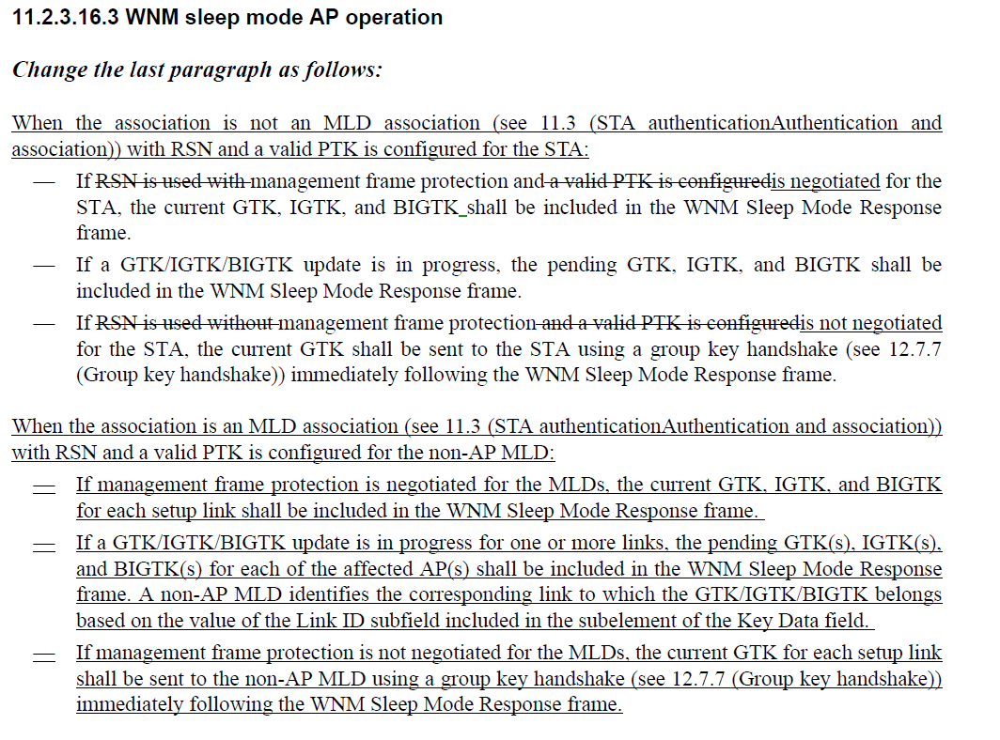 11.2.3.16.3 WNM sleep mode AP operation
Change the last paragraph as follows:
When the association is not an MLD association (see 11.3 (STA authenticationAuthentication and
association)) with RSN and a valid PTK is configured for the STA:
— If RSN is used with management frame protection and a valid PTK is configuredis negotiated for the
STA, the current GTK, IGTK, and BIGTK shall be included in the WNM Sleep Mode Response
frame.
— If a GTK/IGTK/BIGTK update is in progress, the pending GTK, IGTK, and BIGTK shall be
included in the WNM Sleep Mode Response frame.
— If RSN is used without management frame protection and a valid PTK is configuredis not negotiated
for the STA, the current GTK shall be sent to the STA using a group key handshake (see 12.7.7
(Group key handshake)) immediately following the WNM Sleep Mode Response frame.
When the association is an MLD association (see 11.3 (STA authenticationAuthentication and association))
with RSN and a valid PTK is configured for the non-AP MLD:
— If management frame protection is negotiated for the MLDs, the current GTK, IGTK, and BIGTK
for each setup link shall be included in the WNM Sleep Mode Response frame.
— If a GTK/IGTK/BIGTK update is in progress for one or more links, the pending GTK(s), IGTK(s),
and BIGTK(s) for each of the affected AP(s) shall be included in the WNM Sleep Mode Response
frame. A non-AP MLD identifies the corresponding link to which the GTK/IGTK/BIGTK belongs
based on the value of the Link ID subfield included in the subelement of the Key Data field.
— If management frame protection is not negotiated for the MLDs, the current GTK for each setup link
shall be sent to the non-AP MLD using a group key handshake (see 12.7.7 (Group key handshake))
immediately following the WNM Sleep Mode Response frame.